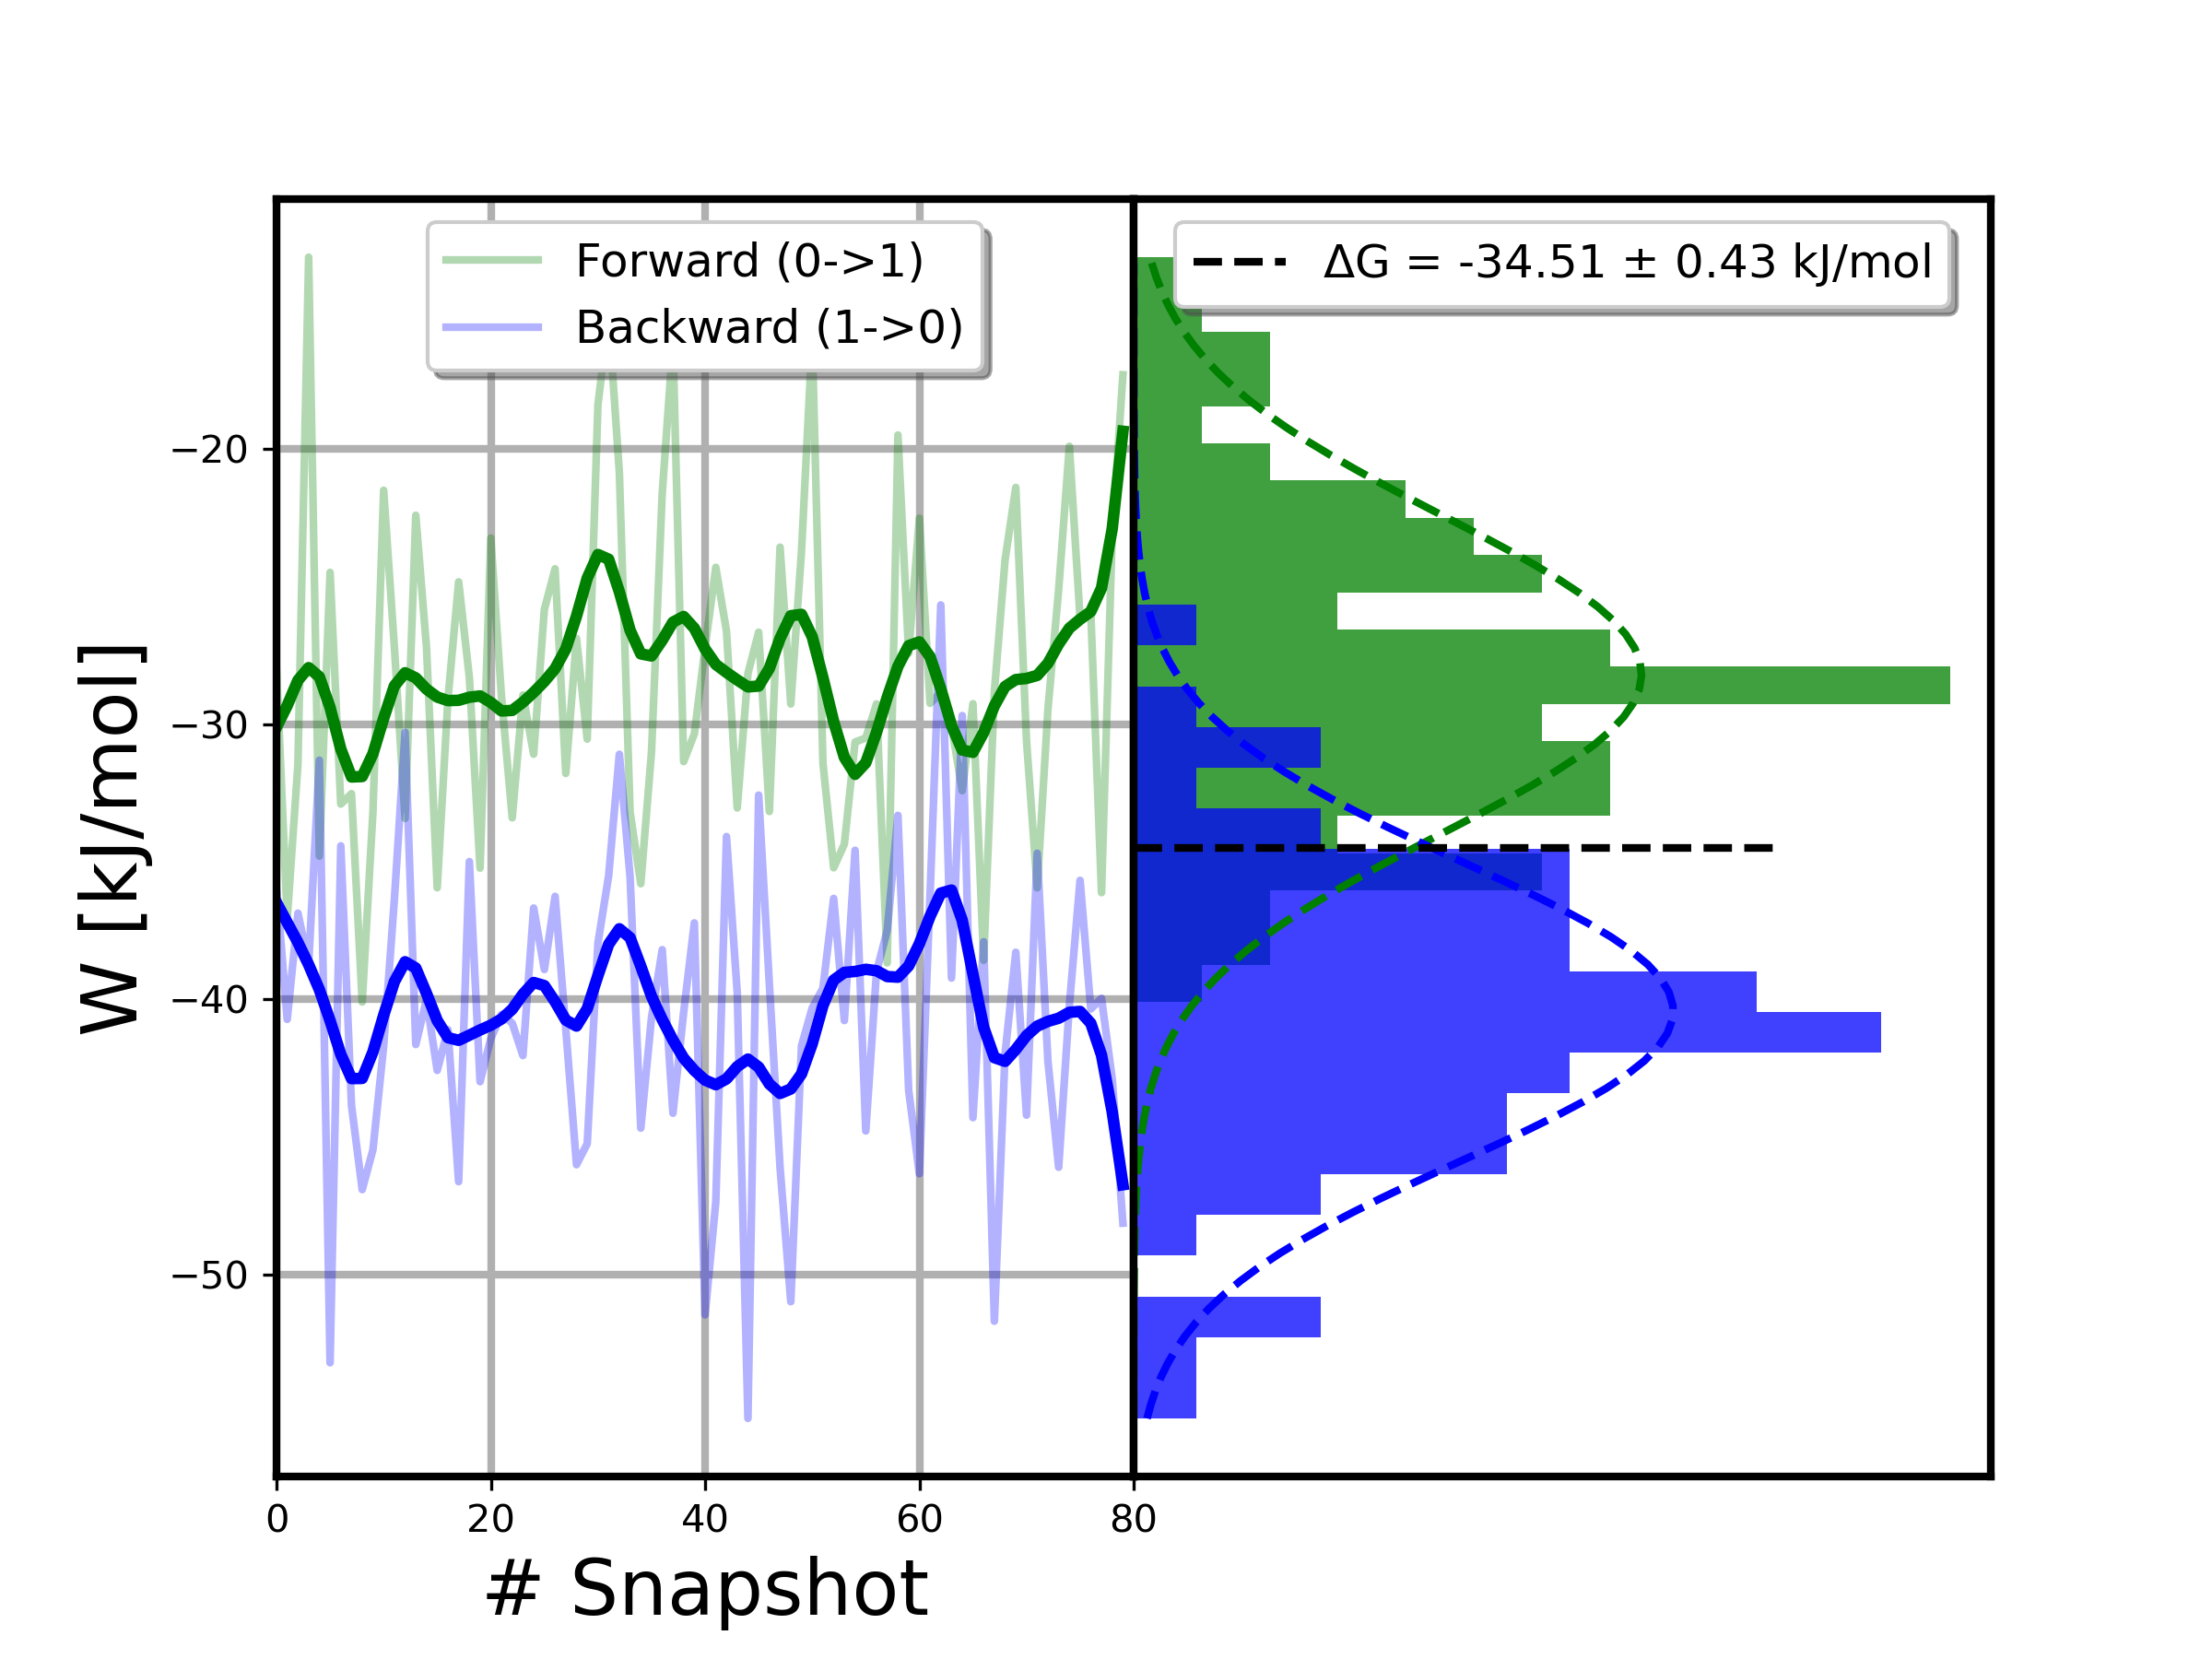 Forward (0->1)
Backward (1->0)
ΔG = -34.51 ± 0.43 kJ/mol
−20
−30
−40
−50
W [kJ/mol]
0 20 40 60 80
# Snapshot